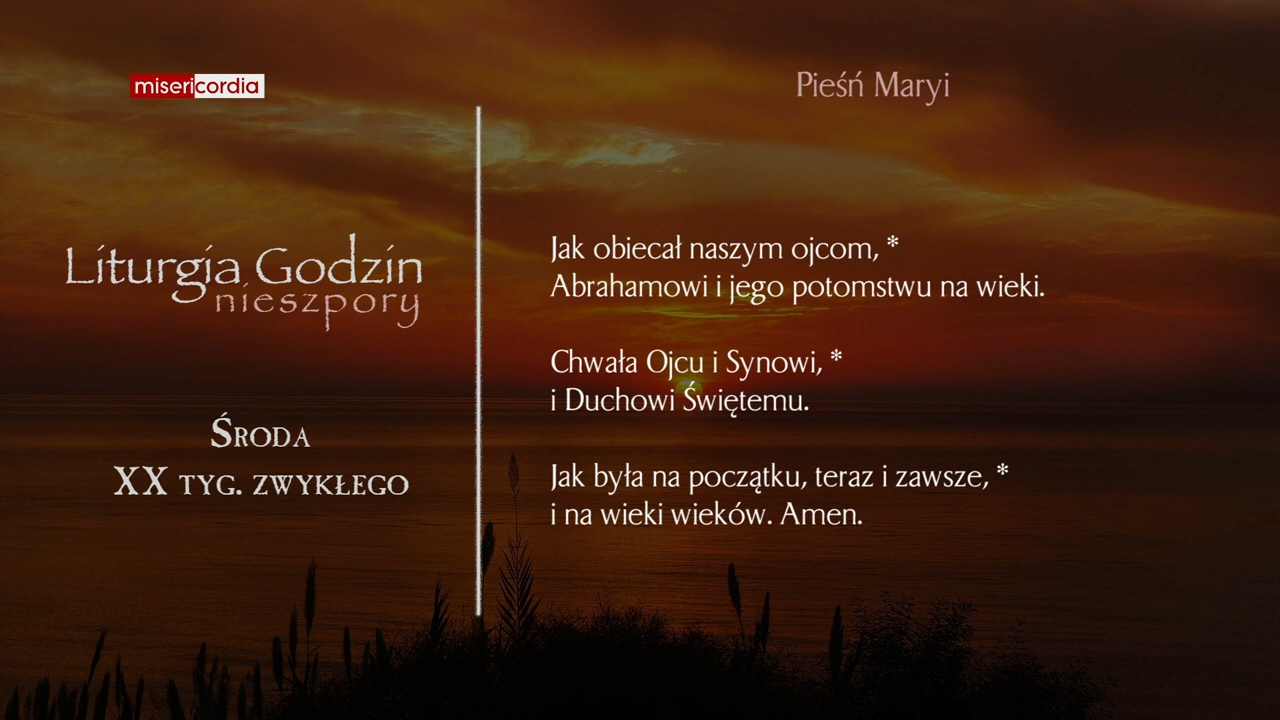 misericordia
Liturgia Godzin
nieszpory
Środa
XX tyg. zwykłego
Pieśń Maryi
Jak obiecał naszym ojcom, *
Abrahamowi i jego potomstwu na wieki.
Chwała Ojcu i Synowi, *
i Duchowi Świętemu.
Jak była na początku, teraz i zawsze, *
i na wieki wieków. Amen.